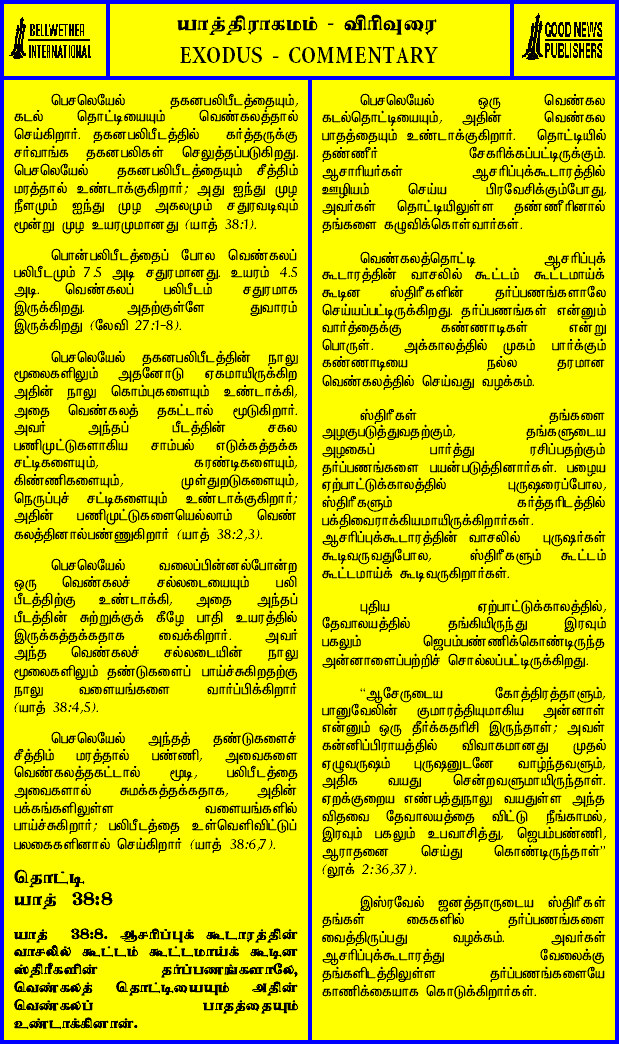 BELLWETHER
INTERNATIONAL
யாத்திராகமம் - விரிவுரை
EXODUS - COMMENTARY
GOOD NEWS
PUBLISHERS
பெசலெயேல் தகனபலிபீடத்தையும்,
கடல் தொட்டியையும் வெண்கலத்தால்
செய்கிறார். தகனபலிபீடத்தில் கர்த்தருக்கு
சர்வாங்க தகனபலிகள் செலுத்தப்படுகிறது.
பெசலெயேல் தகனபலிபீடத்தையும் சீத்திம்
மரத்தால் உண்டாக்குகிறார்; அது ஐந்து முழ
நீளமும் ஐந்து முழ அகலமும் சதுரவடிவும்
மூன்று முழ உயரமுமானது (யாத் 38:1).
பொன்பலிபீடத்தைப் போல வெண்கலப்
பலிபீடமும் 7.5 அடி சதுரமானது. உயரம் 4.5
அடி. வெண்கலப் பலிபீடம் சதுரமாக
இருக்கிறது. அதற்குள்ளே துவாரம்
இருக்கிறது (லேவி 27:1-8).
பெசலெயேல் தகனபலிபீடத்தின் நாலு
மூலைகளிலும் அதனோடு ஏகமாயிருக்கிற
அதின் நாலு கொம்புகளையும் உண்டாக்கி,
அதை வெண்கலத் தகட்டால் மூடுகிறார்.
அவர் அந்தப் பீடத்தின் சகல
பணிமுட்டுகளாகிய சாம்பல் எடுக்கத்தக்க
சட்டிகளையும், கரண்டிகளையும்,
கிண்ணிகளையும், முள்துறடுகளையும்,
நெருப்புச் சட்டிகளையும் உண்டாக்குகிறார்;
அதின் பணிமுட்டுகளையெல்லாம் வெண்
கலத்தினால்பண்ணுகிறார் (யாத் 38:2,3).
பெசலெயேல் வலைப்பின்னல்போன்ற
ஒரு வெண்கலச் சல்லடையையும் பலி
பீடத்திற்கு உண்டாக்கி, அதை அந்தப்
பீடத்தின் சுற்றுக்குக் கீழே பாதி உயரத்தில்
இருக்கத்தக்கதாக வைக்கிறார். அவர்
அந்த வெண்கலச் சல்லடையின் நாலு
மூலைகளிலும் தண்டுகளைப் பாய்ச்சுகிறதற்கு
நாலு வளையங்களை வார்ப்பிக்கிறார்
(யாத் 38:4,5).
பெசலெயேல் அந்தத் தண்டுகளைச்
சீத்திம் மரத்தால் பண்ணி, அவைகளை
வெண்கலத்தகட்டால் மூடி, பலிபீடத்தை
அவைகளால் சுமக்கத்தக்கதாக, அதின்
பக்கங்களிலுள்ள வளையங்களில்
பாய்ச்சுகிறார்; பலிபீடத்தை உள்வெளிவிட்டுப்
பலகைகளினால் செய்கிறார் (யாத் 38:6,7).
தொட்டி
யாத் 38:8
யாத் 38:8. ஆசரிப்புக் கூடாரத்தின்
வாசலில் கூட்டம் கூட்டமாய்க் கூடின
ஸ்திரீகளின் தர்ப்பணங்களாலே,
வெண்கலத் தொட்டியையும் அதின்
வெண்கலப் பாதத்தையும்
உண்டாக்கினான்.
பெசலெயேல் ஒரு வெண்கல
கடல்தொட்டியையும், அதின் வெண்கல
பாதத்தையும் உண்டாக்குகிறார். தொட்டியில்
தண்ணீர் சேகரிக்கப்பட்டிருக்கும்.
ஆசாரியர்கள் ஆசரிப்புக்கூடாரத்தில்
ஊழியம் செய்ய பிரவேசிக்கும்போது,
அவர்கள் தொட்டியிலுள்ள தண்ணீரினால்
தங்களை கழுவிக்கொள்வார்கள்.
வெண்கலத்தொட்டி ஆசரிப்புக்
கூடாரத்தின் வாசலில் கூட்டம் கூட்டமாய்க்
கூடின ஸ்திரீகளின் தர்ப்பணங்களாலே
செய்யப்பட்டிருக்கிறது. தர்ப்பணங்கள் என்னும்
வார்த்தைக்கு கண்ணாடிகள் என்று
பொருள். அக்காலத்தில் முகம் பார்க்கும்
கண்ணாடியை நல்ல தரமான
வெண்கலத்தில் செய்வது வழக்கம்.
ஸ்திரீகள் தங்களை
அழகுபடுத்துவதற்கும், தங்களுடைய
அழகைப் பார்த்து ரசிப்பதற்கும்
தர்ப்பணங்களை பயன்படுத்தினார்கள். பழைய
ஏற்பாட்டுக்காலத்தில் புருஷரைப்போல,
ஸ்திரீகளும் கர்த்தரிடத்தில்
பக்திவைராக்கியமாயிருக்கிறார்கள்.
ஆசரிப்புக்கூடாரத்தின் வாசலில் புருஷர்கள்
கூடிவருவதுபோல, ஸ்திரீகளும் கூட்டம்
கூட்டமாய்க் கூடிவருகிறார்கள்.
புதிய ஏற்பாட்டுக்காலத்தில்,
தேவாலயத்தில் தங்கியிருந்து இரவும்
பகலும் ஜெபம்பண்ணிக்கொண்டிருந்த
அன்னாளைப்பற்றிச் சொல்லப்பட்டிருக்கிறது.
“ஆசேருடைய கோத்திரத்தாளும்,
பானுவேலின் குமாரத்தியுமாகிய அன்னாள்
என்னும் ஒரு தீர்க்கதரிசி இருந்தாள்; அவள்
கன்னிப்பிராயத்தில் விவாகமானது முதல்
ஏழுவருஷம் புருஷனுடனே வாழ்ந்தவளும்,
அதிக வயது சென்றவளுமாயிருந்தாள்.
ஏறக்குறைய எண்பத்துநாலு வயதுள்ள அந்த
விதவை தேவாலயத்தை விட்டு நீங்காமல்,
இரவும் பகலும் உபவாசித்து, ஜெபம்பண்ணி,
ஆராதனை செய்து கொண்டிருந்தாள்”
(லூக் 2:36,37).
இஸ்ரவேல் ஜனத்தாருடைய ஸ்திரீகள்
தங்கள் கைகளில் தர்ப்பணங்களை
வைத்திருப்பது வழக்கம். அவர்கள்
ஆசரிப்புக்கூடாரத்து வேலைக்கு
தங்களிடத்திலுள்ள தர்ப்பணங்களையே
காணிக்கையாக கொடுக்கிறார்கள்.